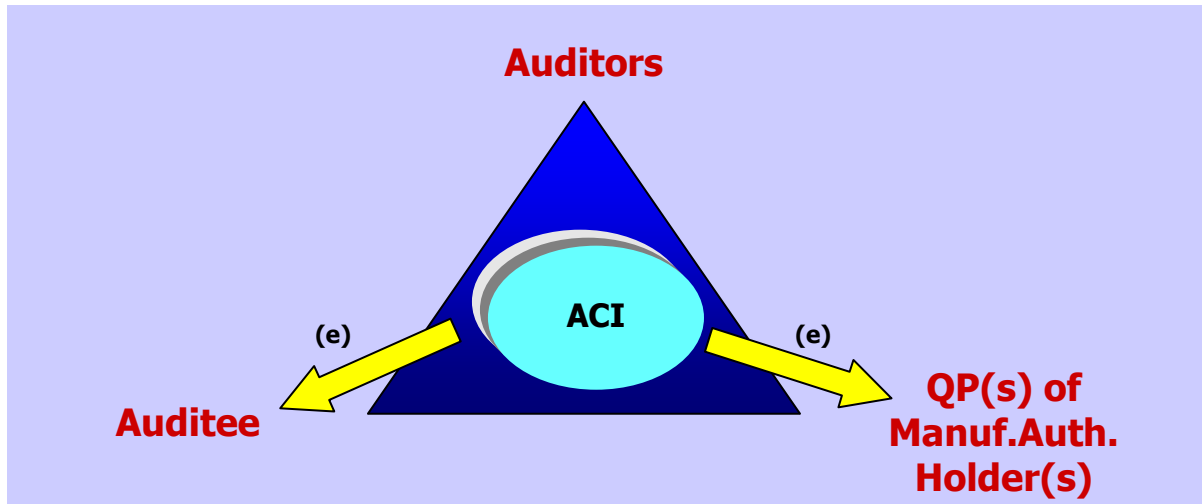 Auditors
ACI
(e)
(e)
Auditee
QP(s) of
Manuf.Auth.
Holder(s)